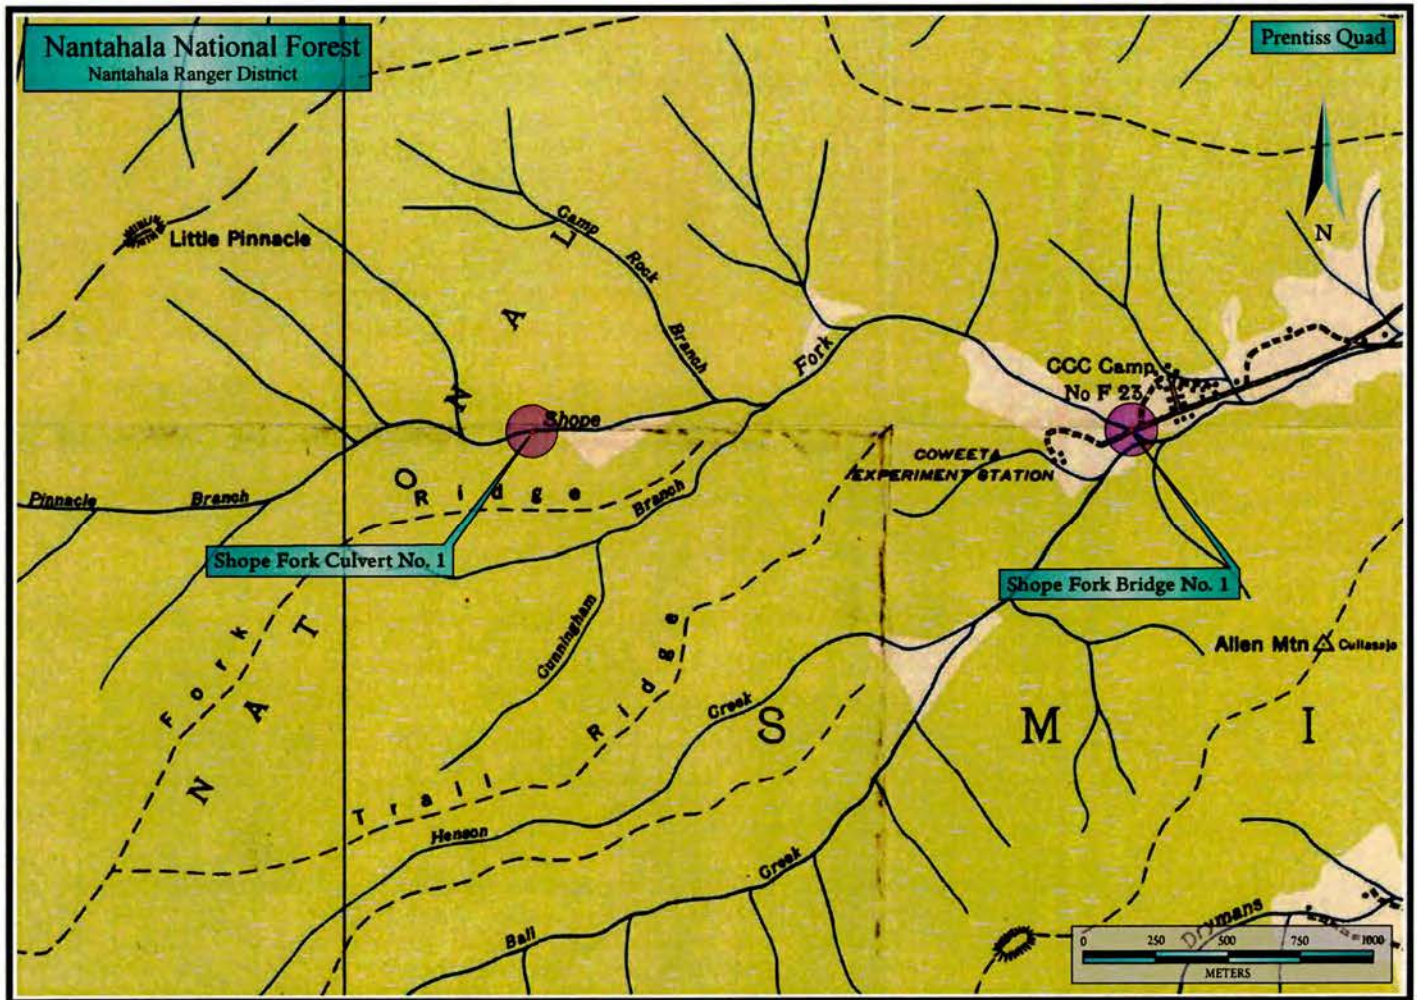 Nantahala National Forest
Nantahala Ranger District
Prentiss Quad
N
Little Pinnacle
Camp
Rock
Branch
L
A
N
O
Fork
CCC Camp
No F 23
Shope
COWEETA
EXPERIMENT STATION
Ridge
Pinnacle
Branch
Branch
Shope Fork Culvert No. 1
Shope Fork Bridge No. 1
Cunningham
Fork
T
A
N
Ridge
Allen Mtn
Cullasaja
Creek
S
M
I
Trail
Henson
Creek
Ball
Drymans
0 250 500 750 1000
METERS